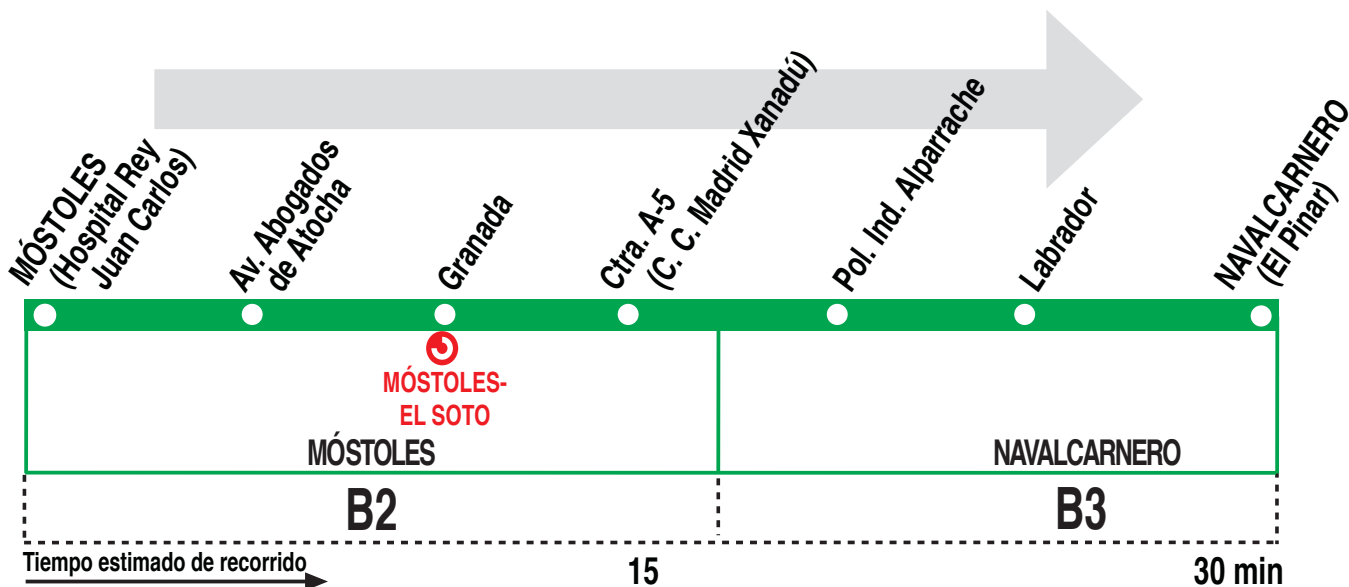 MÓSTOLES
(Hospital Rey
Juan Carlos)
Av. Abogados
de Atocha
Granada
Ctra. A-5
(C. C. Madrid Xanadú)
Pol. Ind. Alparrache
Labrador
NAVALCARNERO
(El Pinar)
MÓSTOLES-
EL SOTO
MÓSTOLES
NAVALCARNERO
B2
B3
Tiempo estimado de recorrido
15
30 min